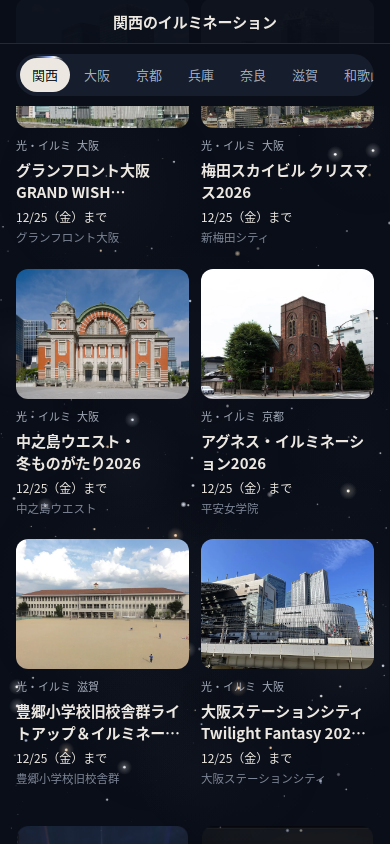 関西のイルミネーション
関西 大阪 京都 兵庫 奈良 滋賀
光・イルミ 大阪
グランフロント大阪
GRAND WISH…
12/25（金）まで
グランフロント大阪
光・イルミ 大阪
梅田スカイビル クリスマ
ス2026
12/25（金）まで
新梅田シティ
光・イルミ 大阪
中之島ウエスト・
冬ものがたり2026
12/25（金）まで
中之島ウエスト
光・イルミ 京都
アグネス・イルミネーシ
ョン2026
12/25（金）まで
平安女学院
光・イルミ 滋賀
豊郷小学校旧校舎群ライ
トアップ＆イルミネー…
12/25（金）まで
豊郷小学校旧校舎群
光・イルミ 大阪
大阪ステーションシティ
Twilight Fantasy 202…
12/25（金）まで
大阪ステーションシティ